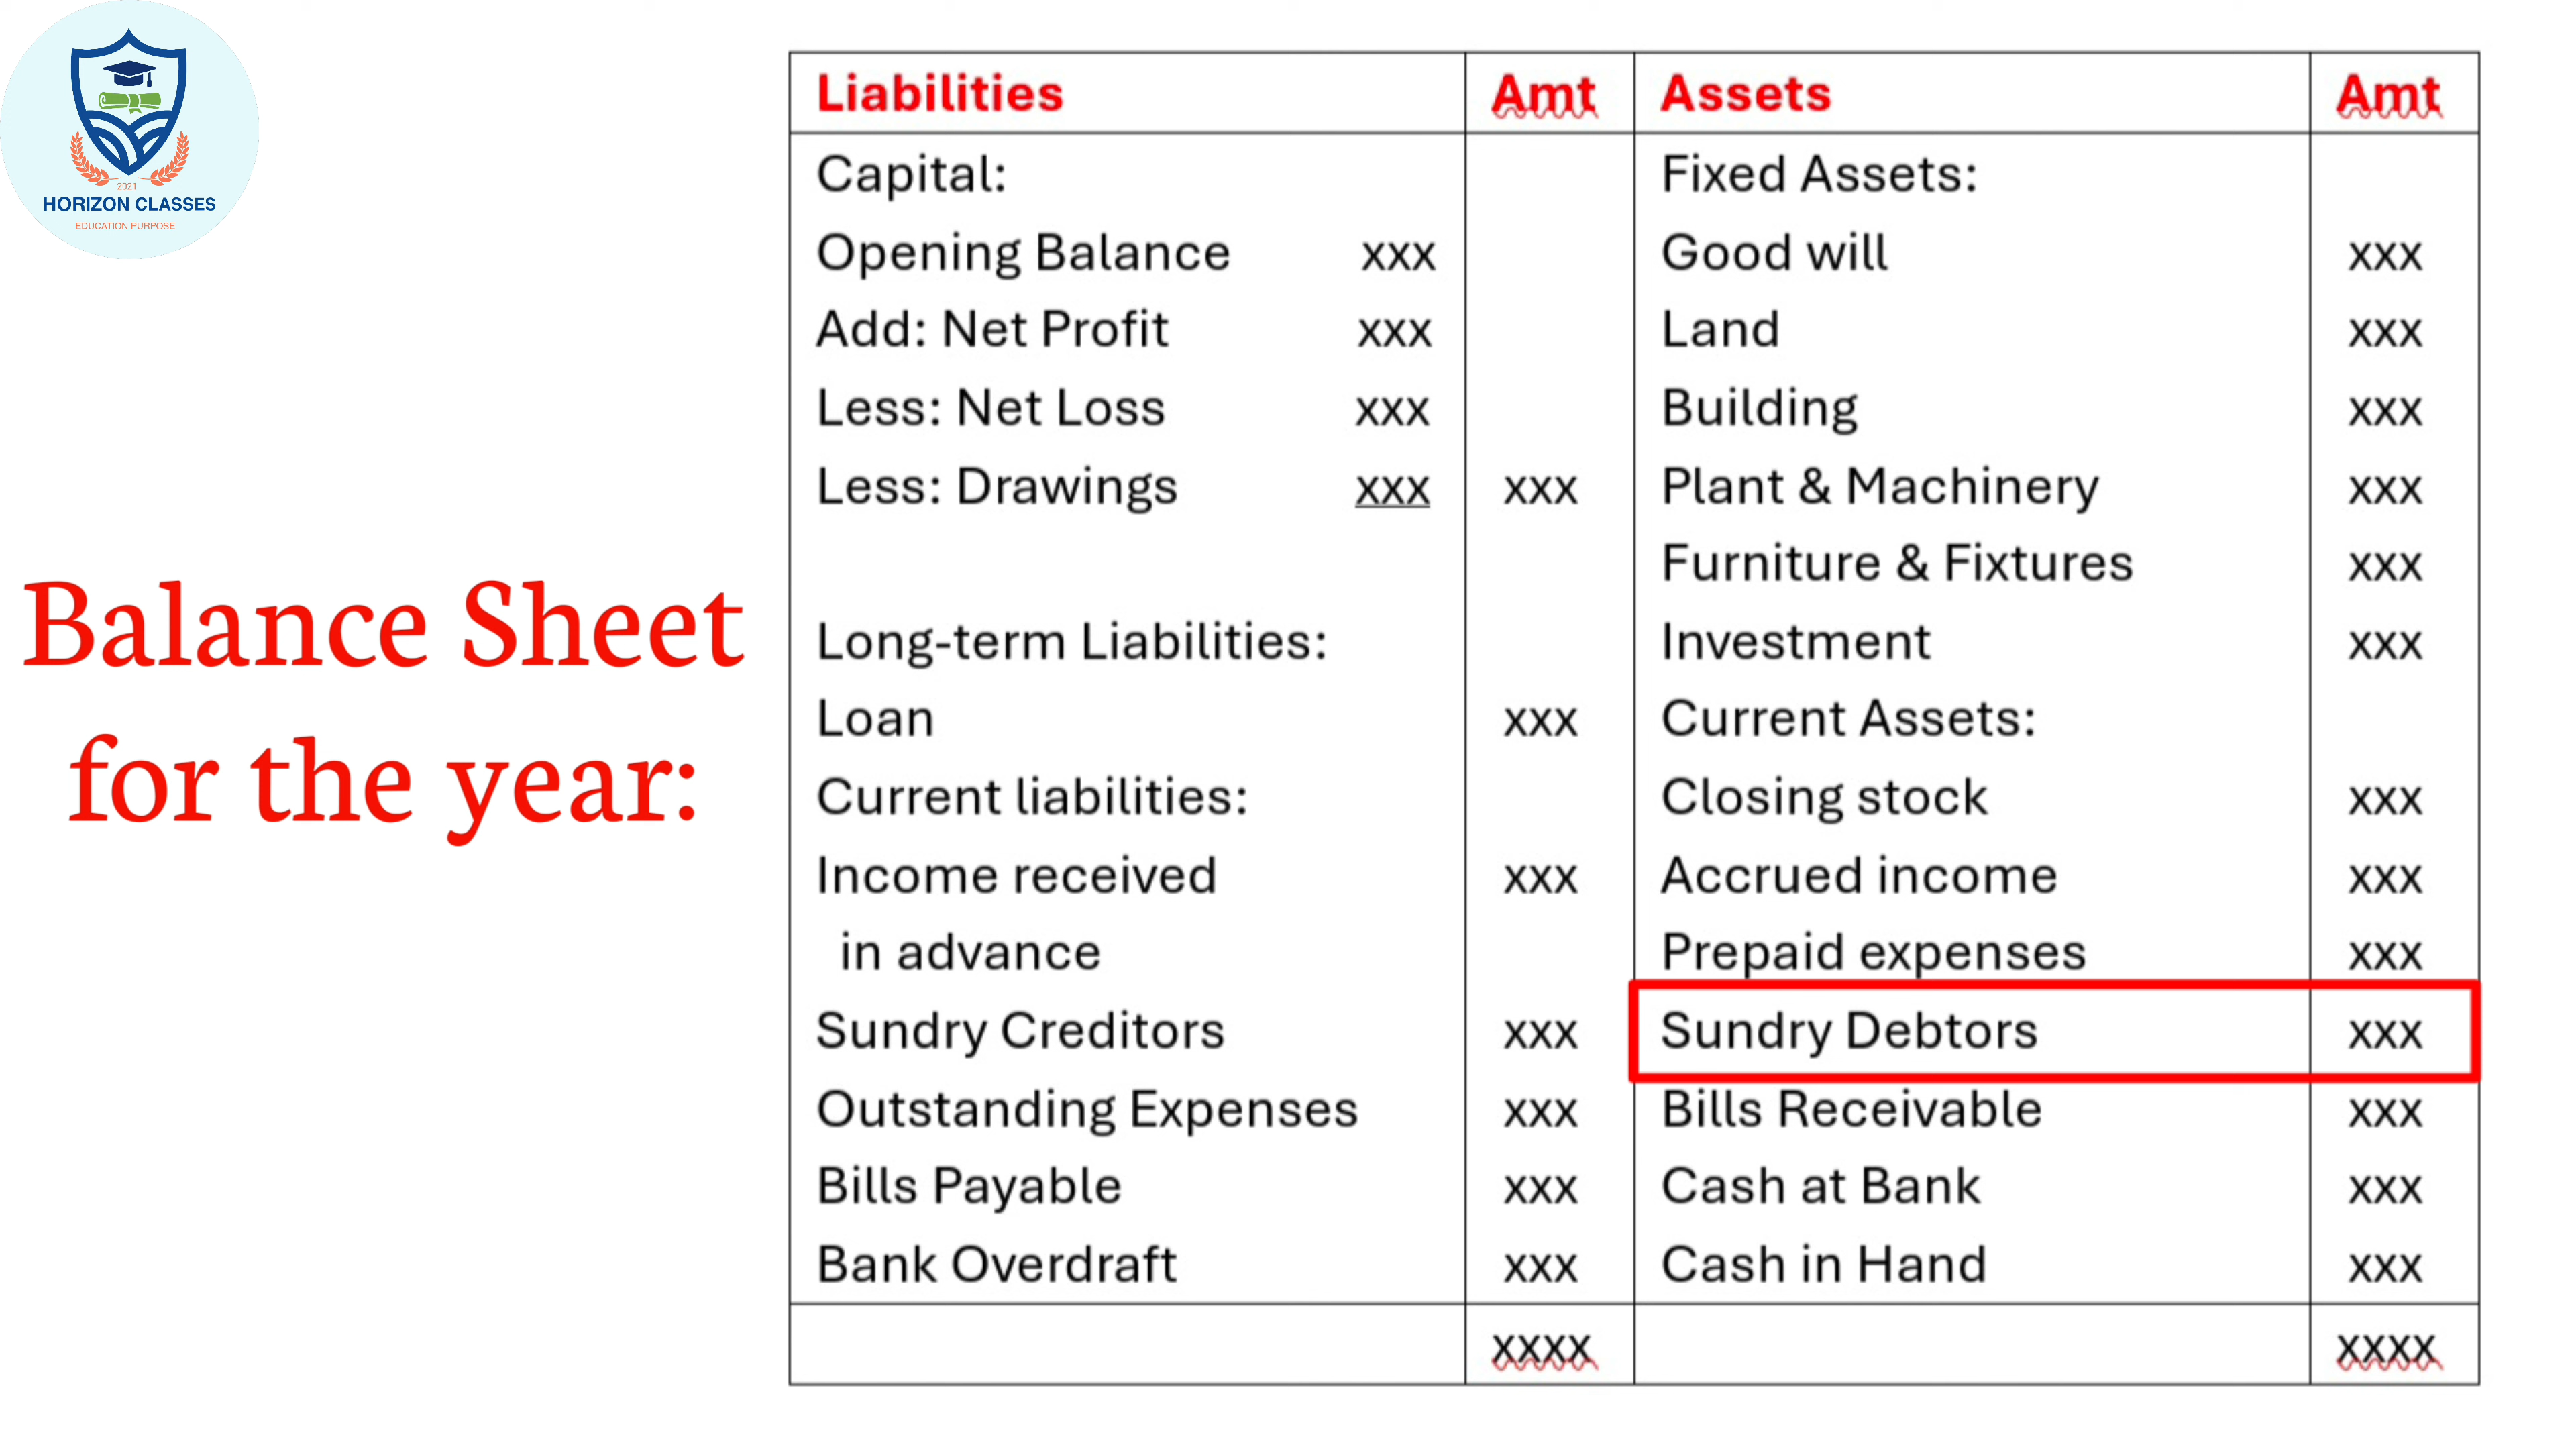 2021
HORIZON CLASSES
EDUCATION PURPOSE
Balance Sheet
for the year:
Liabilities Amt Assets Amt
Capital: Fixed Assets:
Opening Balance xxx Good will xxx
Add: Net Profit xxx Land xxx
Less: Net Loss xxx Building xxx
Less: Drawings xxx xxx Plant & Machinery xxx
Furniture & Fixtures xxx
Long-term Liabilities: Investment xxx
Loan xxx Current Assets:
Current liabilities: Closing stock xxx
Income received xxx Accrued income xxx
in advance Prepaid expenses xxx
Sundry Creditors xxx Sundry Debtors xxx
Outstanding Expenses xxx Bills Receivable xxx
Bills Payable xxx Cash at Bank xxx
Bank Overdraft xxx Cash in Hand xxx
xxxx xxxx